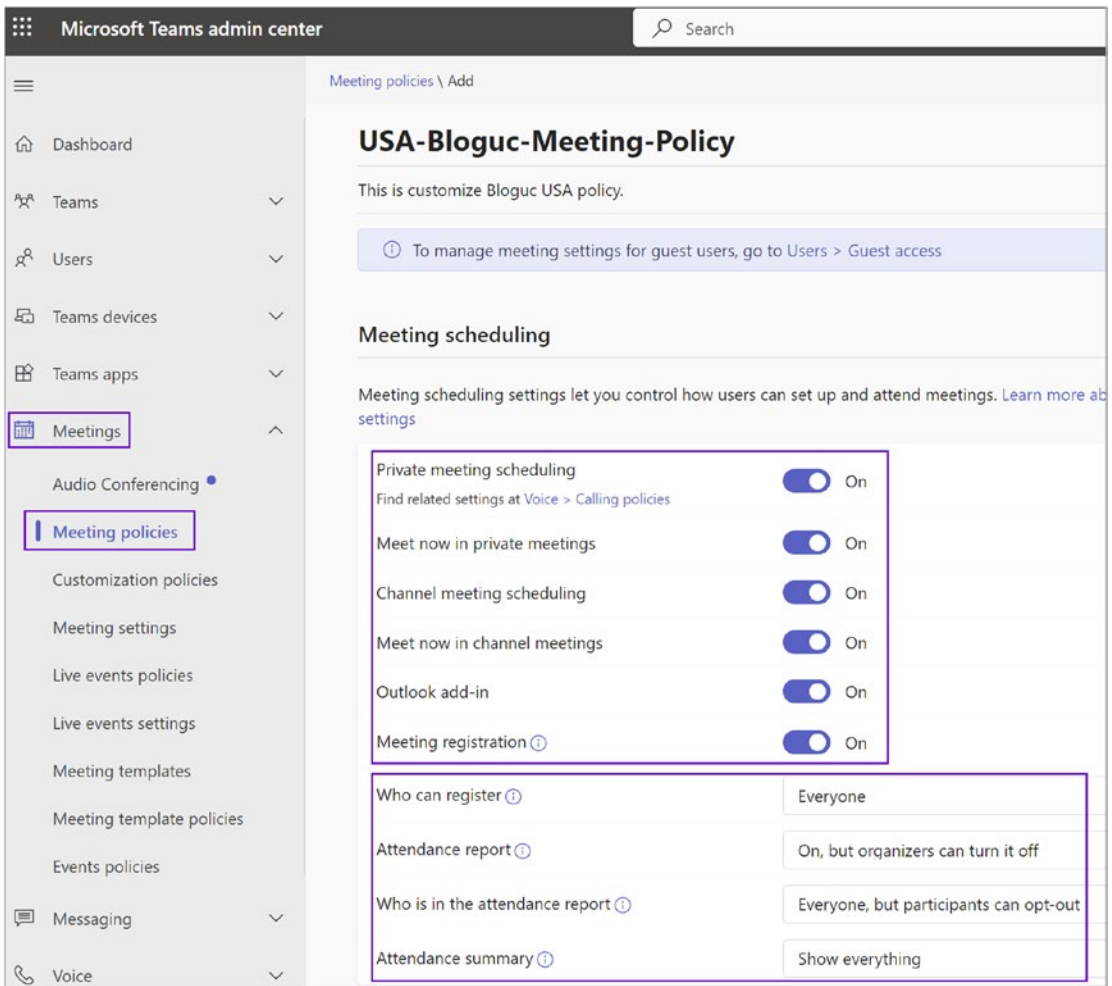 Microsoft Teams admin center
Search
Meeting policies \ Add
Dashboard
Teams
Users
Teams devices
Teams apps
Meetings
Audio Conferencing
Meeting policies
Customization policies
Meeting settings
Live events policies
Live events settings
Meeting templates
Meeting template policies
Events policies
Messaging
Voice
USA-Bloguc-Meeting-Policy
This is customize Bloguc USA policy.
To manage meeting settings for guest users, go to Users > Guest access
Meeting scheduling
Meeting scheduling settings let you control how users can set up and attend meetings. Learn more ab
settings
Private meeting scheduling On
Find related settings at Voice > Calling policies
Meet now in private meetings On
Channel meeting scheduling On
Meet now in channel meetings On
Outlook add-in On
Meeting registration On
Who can register Everyone
Attendance report On, but organizers can turn it off
Who is in the attendance report Everyone, but participants can opt-out
Attendance summary Show everything